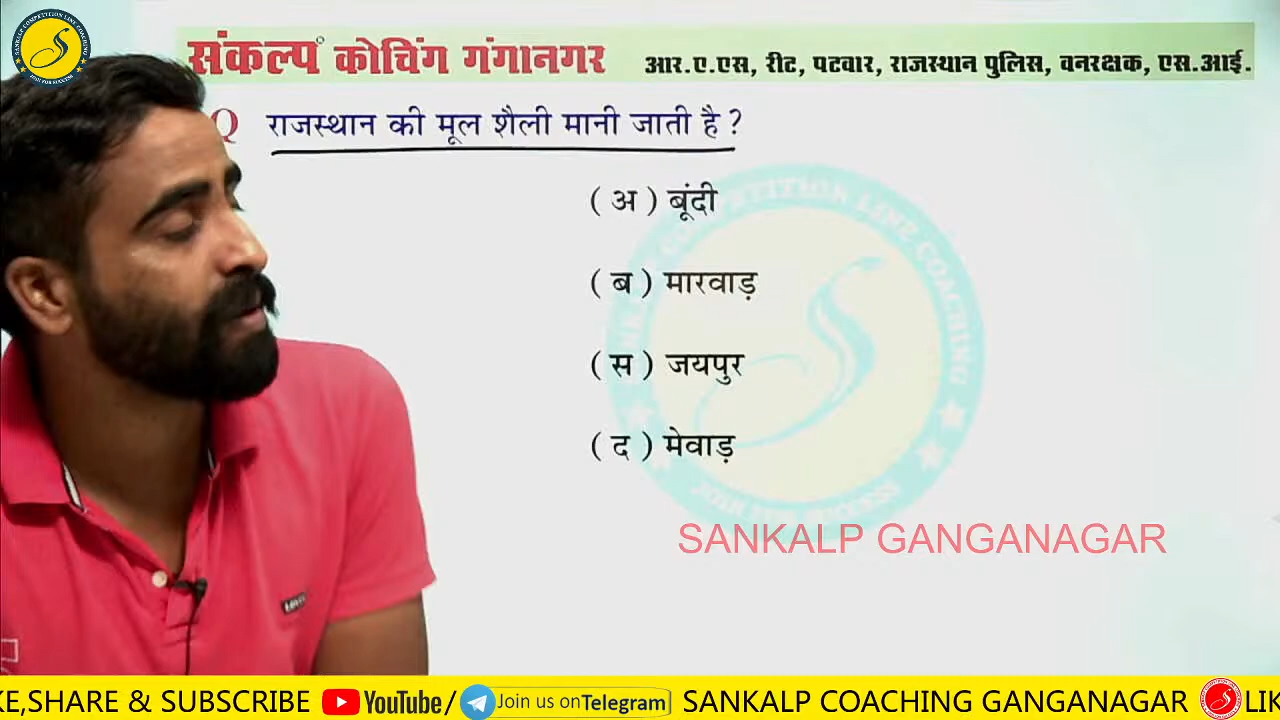 संकल्प कोचिंग गंगानगर आर.ए.एस, रीट, पटवार, राजस्थान पुलिस, वनरक्षक, एस.आई.
Q राजस्थान की मूल शैली मानी जाती है ?
( अ ) बूंदी
( ब ) मारवाड़
( स ) जयपुर
( द ) मेवाड़
SANKALP GANGANAGAR
KE,SHARE & SUBSCRIBE YouTube / Join us on Telegram SANKALP COACHING GANGANAGAR LIK